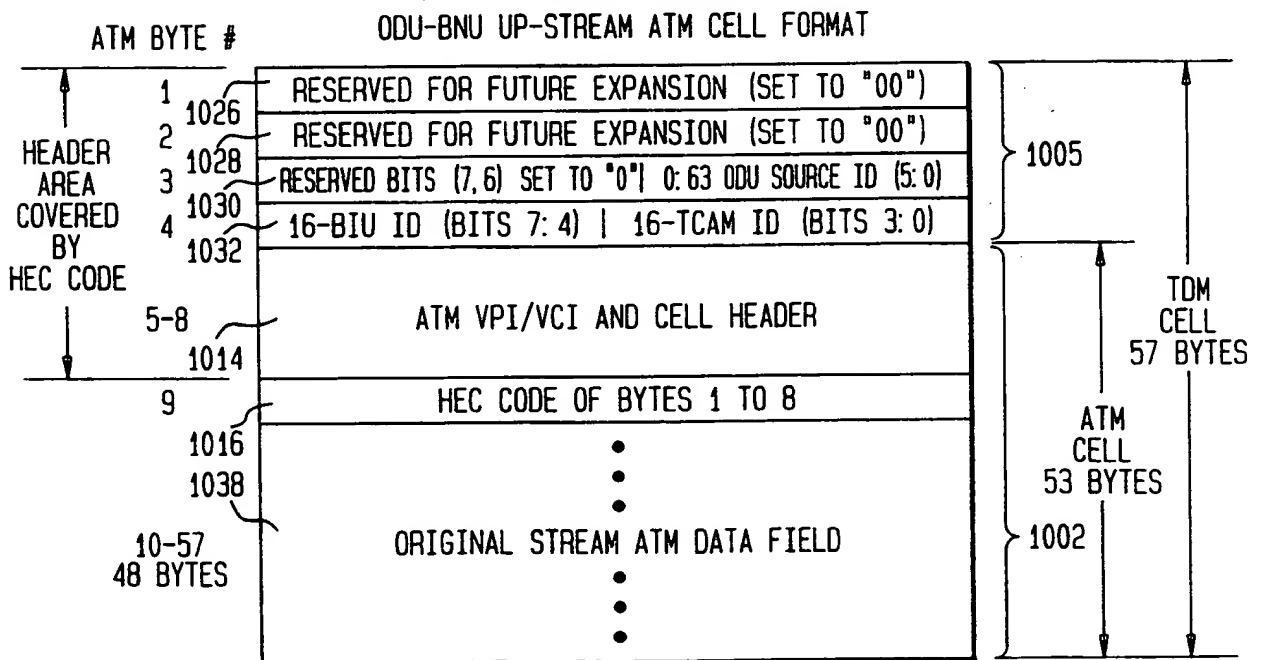 ODU-BNU UP-STREAM ATM CELL FORMAT
ATM BYTE #
HEADER
AREA
COVERED
BY
HEC CODE
1
1026
RESERVED FOR FUTURE EXPANSION (SET TO "00")
2
1028
RESERVED FOR FUTURE EXPANSION (SET TO "00")
3
1030
RESERVED BITS (7,6) SET TO "0"| 0:63 ODU SOURCE ID (5:0)
4
1032
16-BIU ID (BITS 7:4) | 16-TCAM ID (BITS 3:0)
5-8
1014
ATM VPI/VCI AND CELL HEADER
9
1016
HEC CODE OF BYTES 1 TO 8
1038
10-57
48 BYTES
ORIGINAL STREAM ATM DATA FIELD
1005
1002
ATM
CELL
53 BYTES
TDM
CELL
57 BYTES